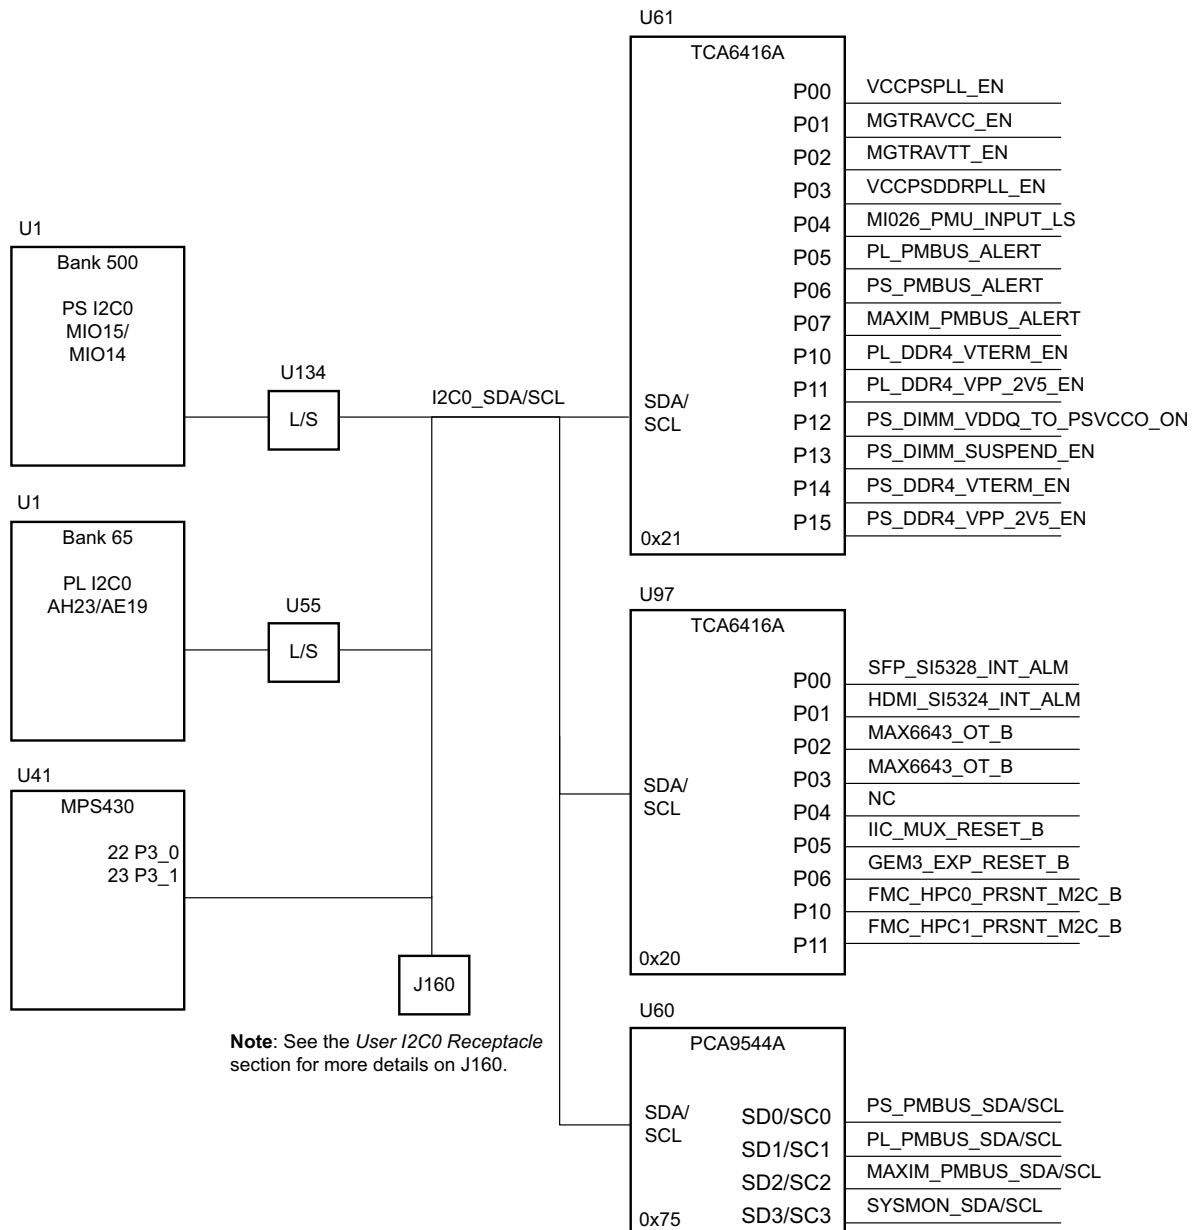 U61
TCA6416A
P00 VCCPSPLL_EN
P01 MGTRAVCC_EN
P02 MGTRAVTT_EN
P03 VCCPSDDRPLL_EN
P04 MI026_PMU_INPUT_LS
P05 PL_PMBUS_ALERT
P06 PS_PMBUS_ALERT
P07 MAXIM_PMBUS_ALERT
P10 PL_DDR4_VTERM_EN
P11 PL_DDR4_VPP_2V5_EN
P12 PS_DIMM_VDDQ_TO_PSVCCO_ON
P13 PS_DIMM_SUSPEND_EN
P14 PS_DDR4_VTERM_EN
P15 PS_DDR4_VPP_2V5_EN
SDA/
SCL
0x21
U1
Bank 500
PS I2C0
MIO15/
MIO14
U134
L/S
I2C0_SDA/SCL
U1
Bank 65
PL I2C0
AH23/AE19
U55
L/S
U41
MPS430
22 P3_0
23 P3_1
J160
Note: See the User I2C0 Receptacle
section for more details on J160.
U97
TCA6416A
P00 SFP_SI5328_INT_ALM
P01 HDMI_SI5324_INT_ALM
P02 MAX6643_OT_B
P03 MAX6643_OT_B
P04 NC
P05 IIC_MUX_RESET_B
P06 GEM3_EXP_RESET_B
P10 FMC_HPC0_PRSNT_M2C_B
P11 FMC_HPC1_PRSNT_M2C_B
SDA/
SCL
0x20
U60
PCA9544A
SDA/
SCL
SD0/SC0 PS_PMBUS_SDA/SCL
SD1/SC1 PL_PMBUS_SDA/SCL
SD2/SC2 MAXIM_PMBUS_SDA/SCL
SD3/SC3 SYSMON_SDA/SCL
0x75